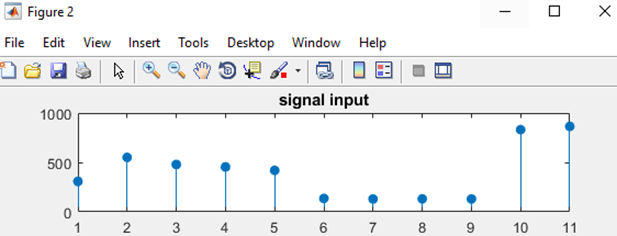 Figure 2
File Edit View Insert Tools Desktop Window Help
signal input
1000
500
0
1 2 3 4 5 6 7 8 9 10 11